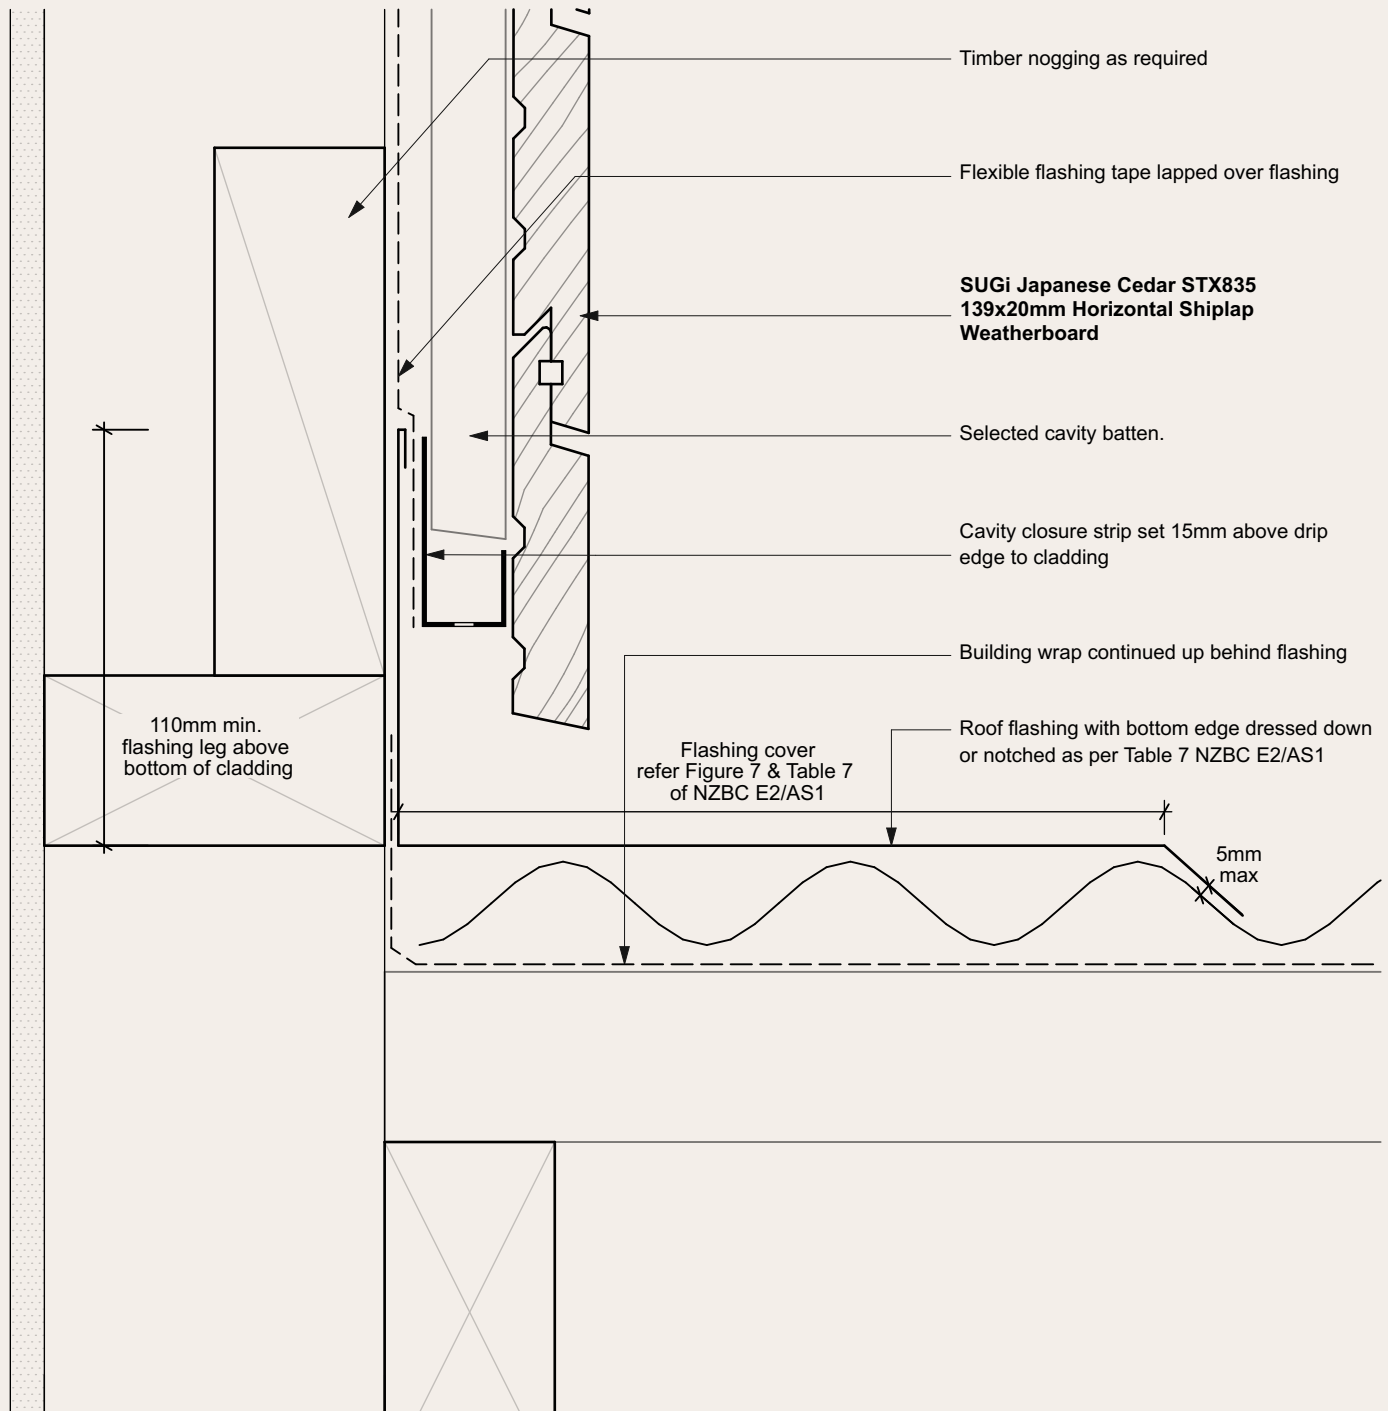 Timber nogging as required
Flexible flashing tape lapped over flashing
SUGi Japanese Cedar STX835
139x20mm Horizontal Shiplap
Weatherboard
Selected cavity batten.
Cavity closure strip set 15mm above drip
edge to cladding
Building wrap continued up behind flashing
Roof flashing with bottom edge dressed down
or notched as per Table 7 NZBC E2/AS1
110mm min.
flashing leg above
bottom of cladding
Flashing cover
refer Figure 7 & Table 7
of NZBC E2/AS1
5mm
max